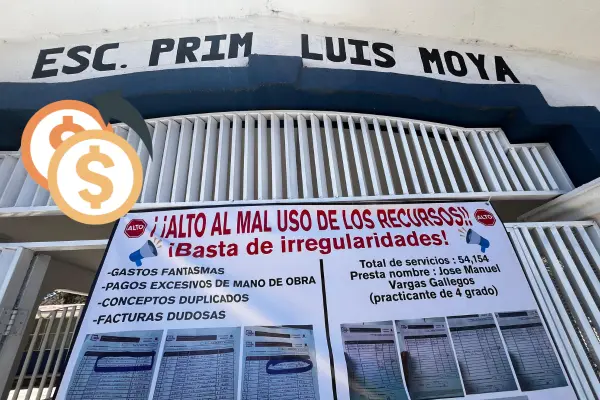 ESC. PRIM LUIS MOYA
¡¡ALTO AL MAL USO DE LOS RECURSOS!!
ALTO
ALTO
¡Basta de irregularidades!
-GASTOS FANTASMAS
-PAGOS EXCESIVOS DE MANO DE OBRA
-CONCEPTOS DUPLICADOS
-FACTURAS DUDOSAS
Total de servicios : 54,154
Presta nombre : Jose Manuel
Vargas Gallegos
(practicante de 4 grado)
$
$